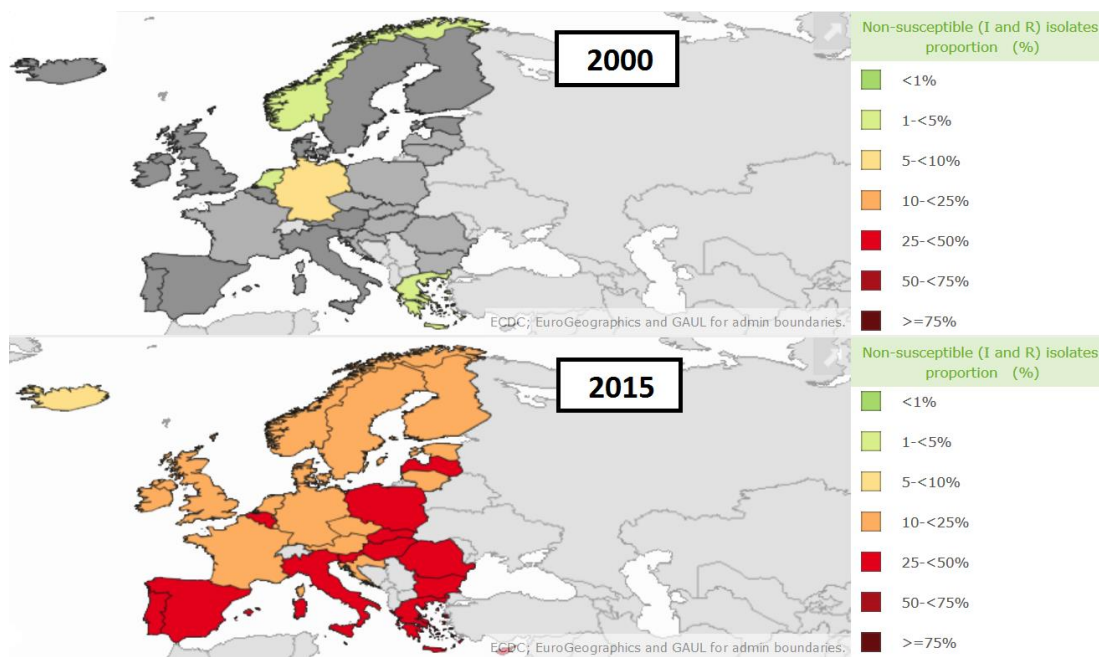 2000
Non-susceptible (I and R) isolates
proportion (%)
<1%
1-<5%
5-<10%
10-<25%
25-<50%
50-<75%
>=75%
ECDC; EuroGeographics and GAUL for admin boundaries.
2015
Non-susceptible (I and R) isolates
proportion (%)
<1%
1-<5%
5-<10%
10-<25%
25-<50%
50-<75%
>=75%
ECDC; EuroGeographics and GAUL for admin boundaries.